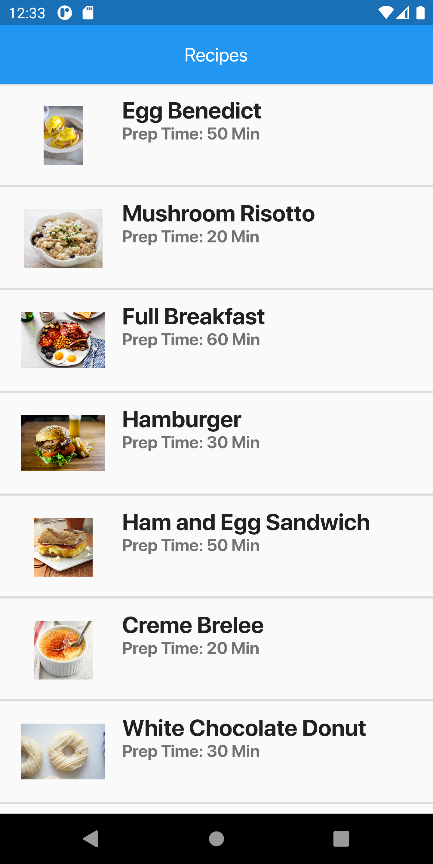 12:33
Recipes
Egg Benedict
Prep Time: 50 Min
Mushroom Risotto
Prep Time: 20 Min
Full Breakfast
Prep Time: 60 Min
Hamburger
Prep Time: 30 Min
Ham and Egg Sandwich
Prep Time: 50 Min
Creme Brelee
Prep Time: 20 Min
White Chocolate Donut
Prep Time: 30 Min